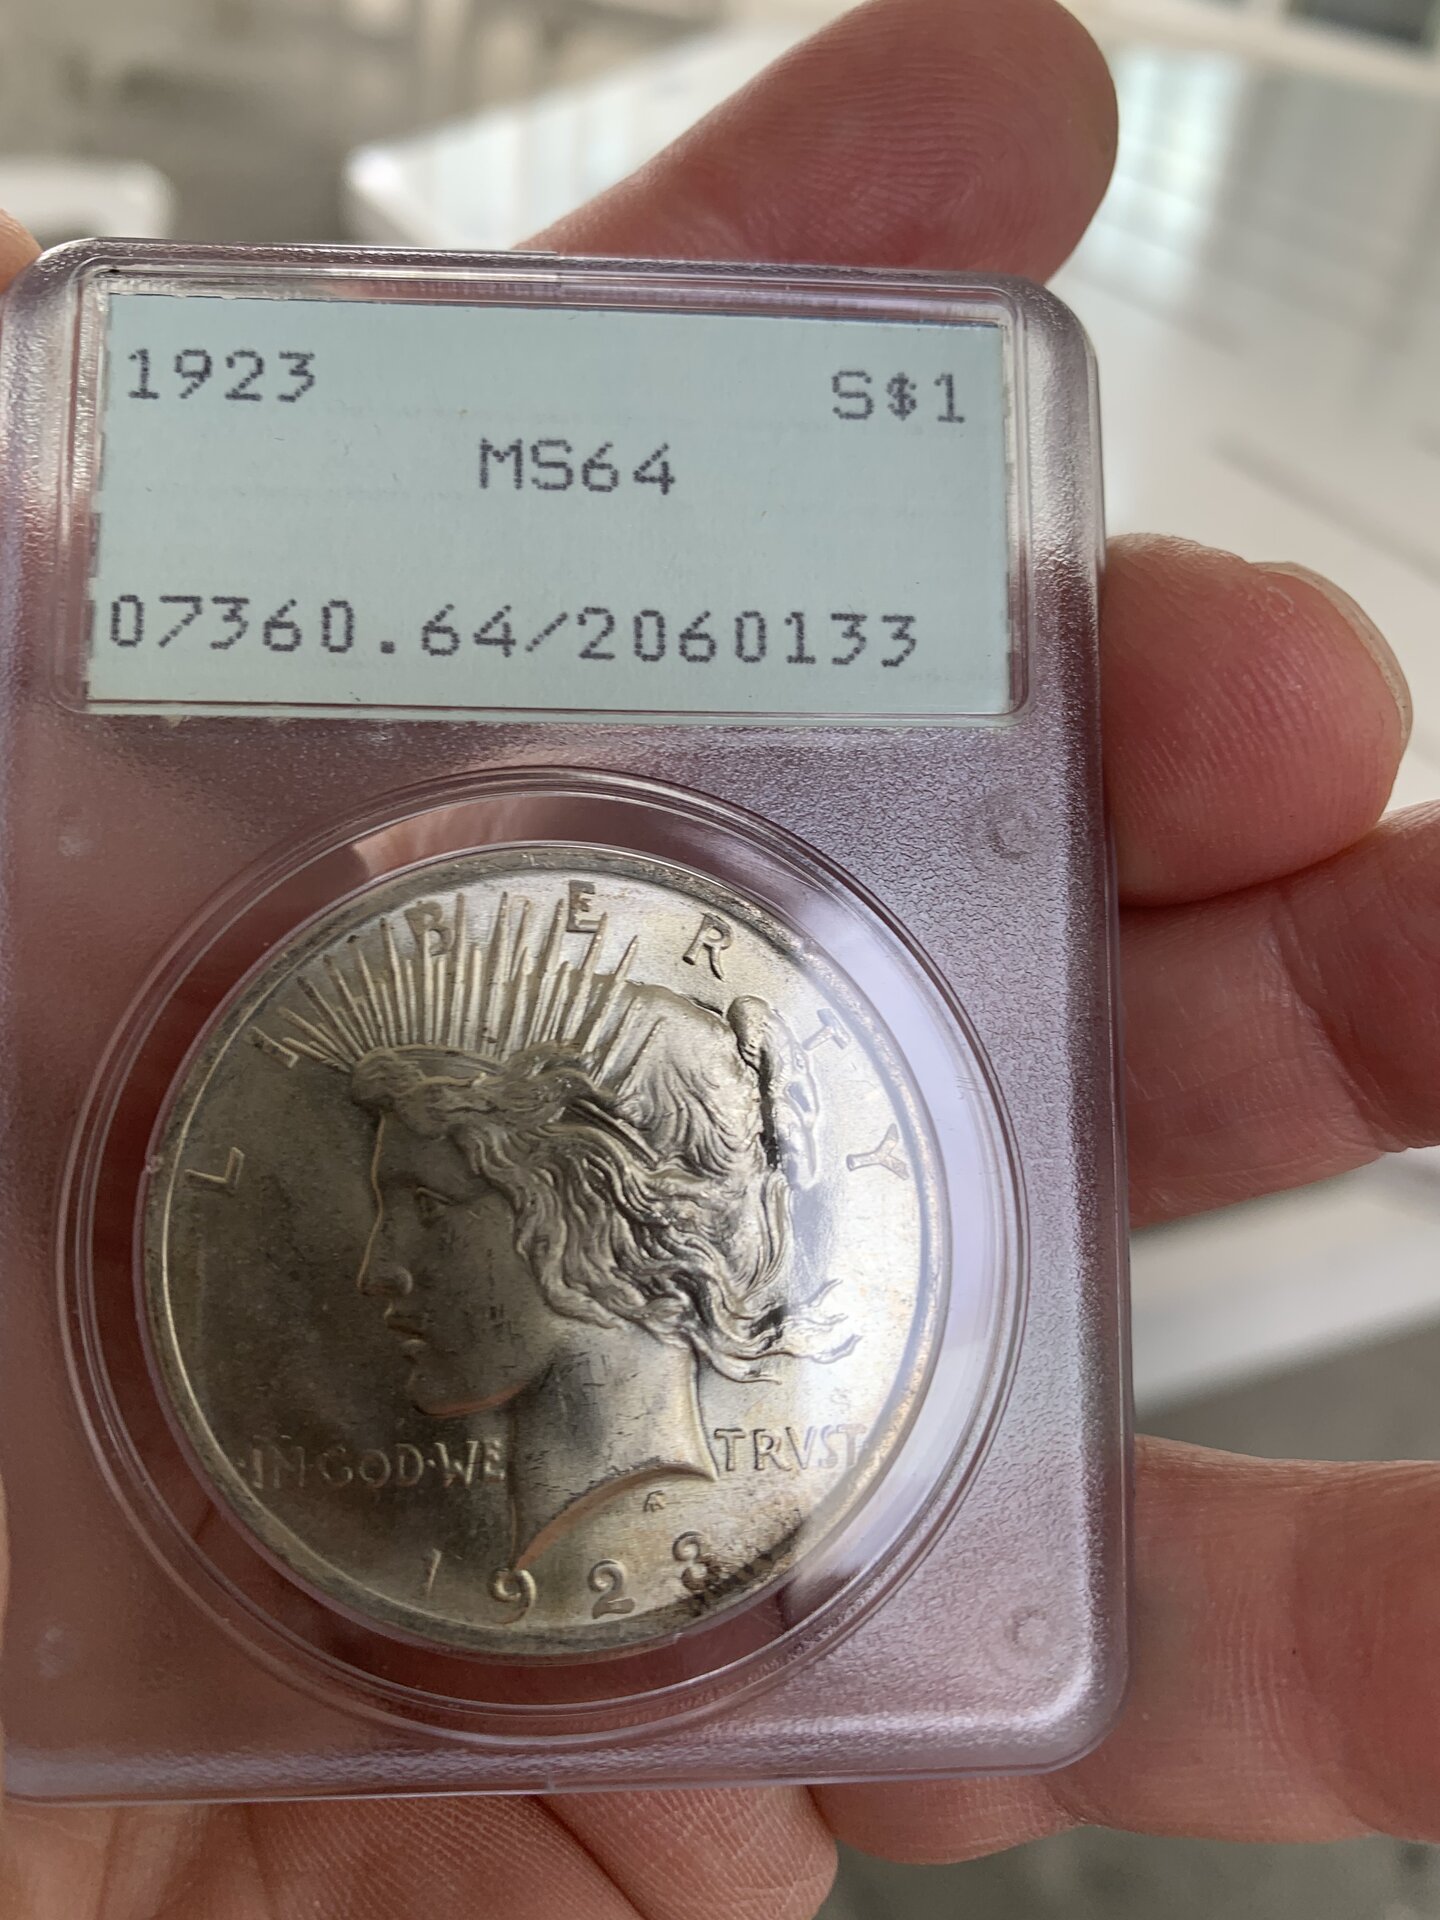 1923 S$1
MS64
07360.64/2060133
LIBERTY
·IN·GOD·WE TRVST
1923